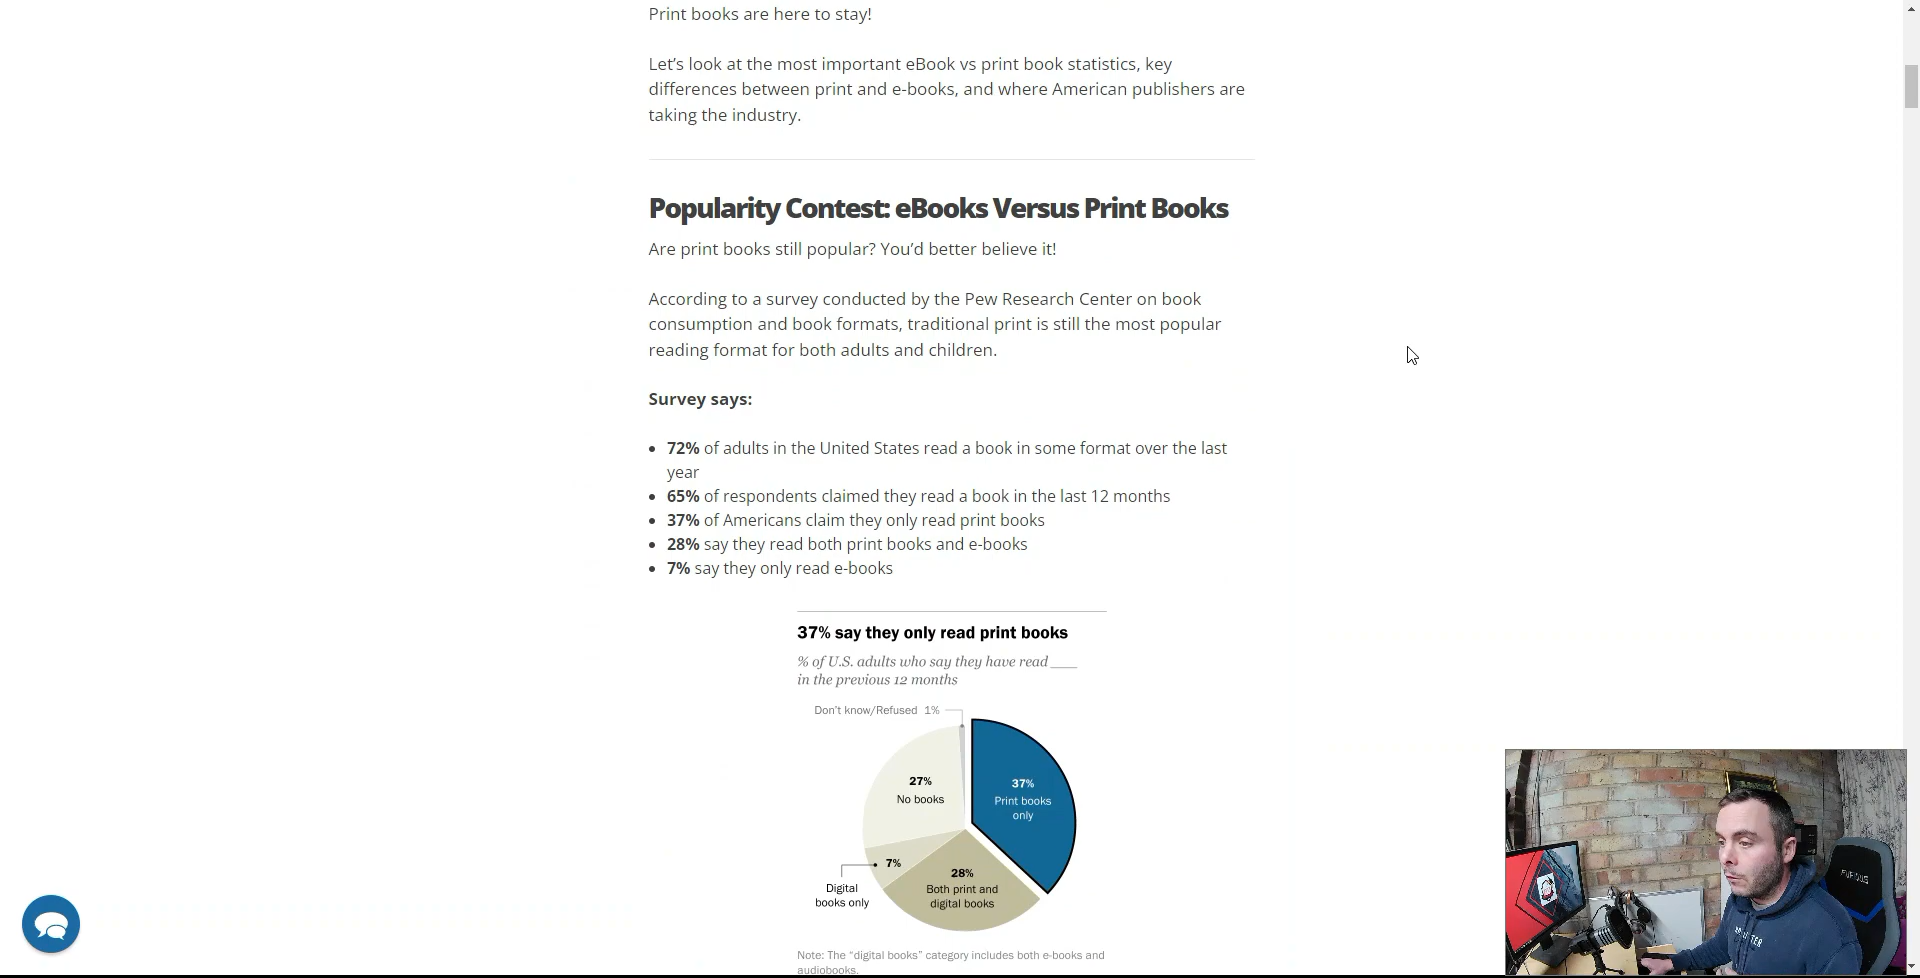 Print books are here to stay!
Let’s look at the most important eBook vs print book statistics, key
differences between print and e-books, and where American publishers are
taking the industry.
Popularity Contest: eBooks Versus Print Books
Are print books still popular? You’d better believe it!
According to a survey conducted by the Pew Research Center on book
consumption and book formats, traditional print is still the most popular
reading format for both adults and children.
Survey says:
72% of adults in the United States read a book in some format over the last
year
65% of respondents claimed they read a book in the last 12 months
37% of Americans claim they only read print books
28% say they read both print books and e-books
7% say they only read e-books
37% say they only read print books
% of U.S. adults who say they have read ___
in the previous 12 months
Don’t know/Refused 1%
27%
No books
37%
Print books
only
7%
Digital
books only
28%
Both print and
digital books
Note: The “digital books” category includes both e-books and
audiobooks.
FURIOUS